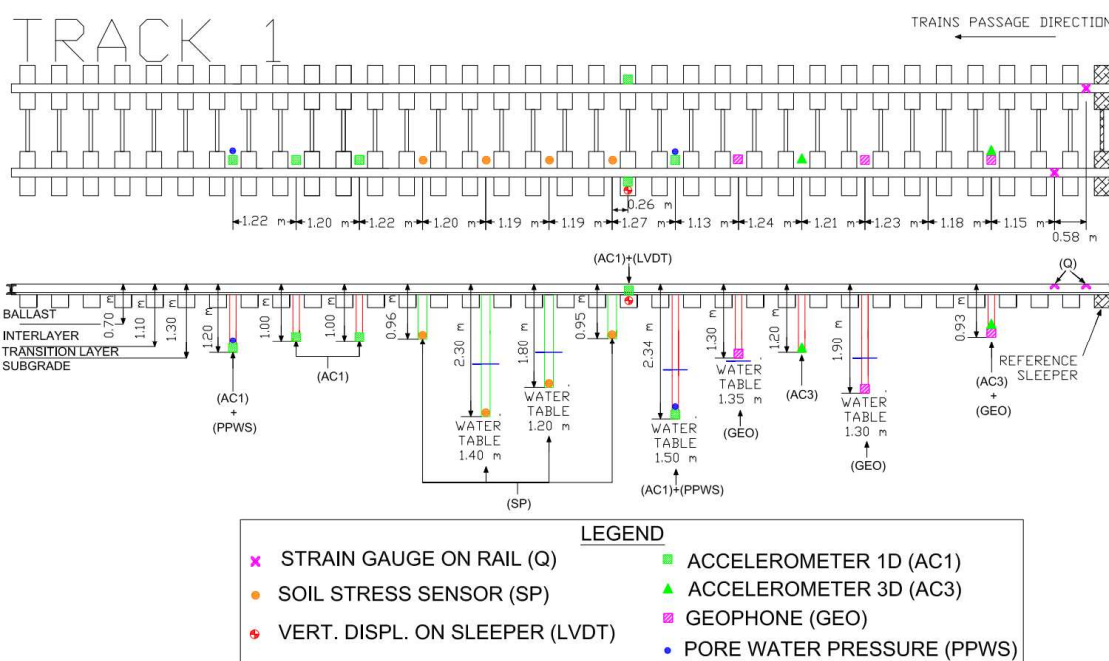 TRACK 1
TRAINS PASSAGE DIRECTION
0.26 m
1.22 m
1.20 m
1.22 m
1.20 m
1.19 m
1.19 m
1.27 m
1.13 m
1.24 m
1.21 m
1.23 m
1.18 m
1.15 m
0.58 m
(AC1)+(LVDT)
(Q)
BALLAST
INTERLAYER
TRANSITION LAYER
SUBGRADE
0.70 m
1.10 m
1.30 m
1.20 m
1.00 m
1.00 m
0.96 m
2.30 m
1.80 m
0.95 m
2.34 m
1.30 m
1.20 m
1.90 m
0.93 m
REFERENCE
SLEEPER
(AC1)
+
(PPWS)
(AC1)
WATER
TABLE
1.40 m
WATER
TABLE
1.20 m
(SP)
WATER
TABLE
1.50 m
(AC1)+(PPWS)
WATER
TABLE
1.35 m
(GEO)
(AC3)
WATER
TABLE
1.30 m
(GEO)
(AC3)
+
(GEO)
LEGEND
STRAIN GAUGE ON RAIL (Q)
SOIL STRESS SENSOR (SP)
VERT. DISPL. ON SLEEPER (LVDT)
ACCELEROMETER 1D (AC1)
ACCELEROMETER 3D (AC3)
GEOPHONE (GEO)
PORE WATER PRESSURE (PPWS)